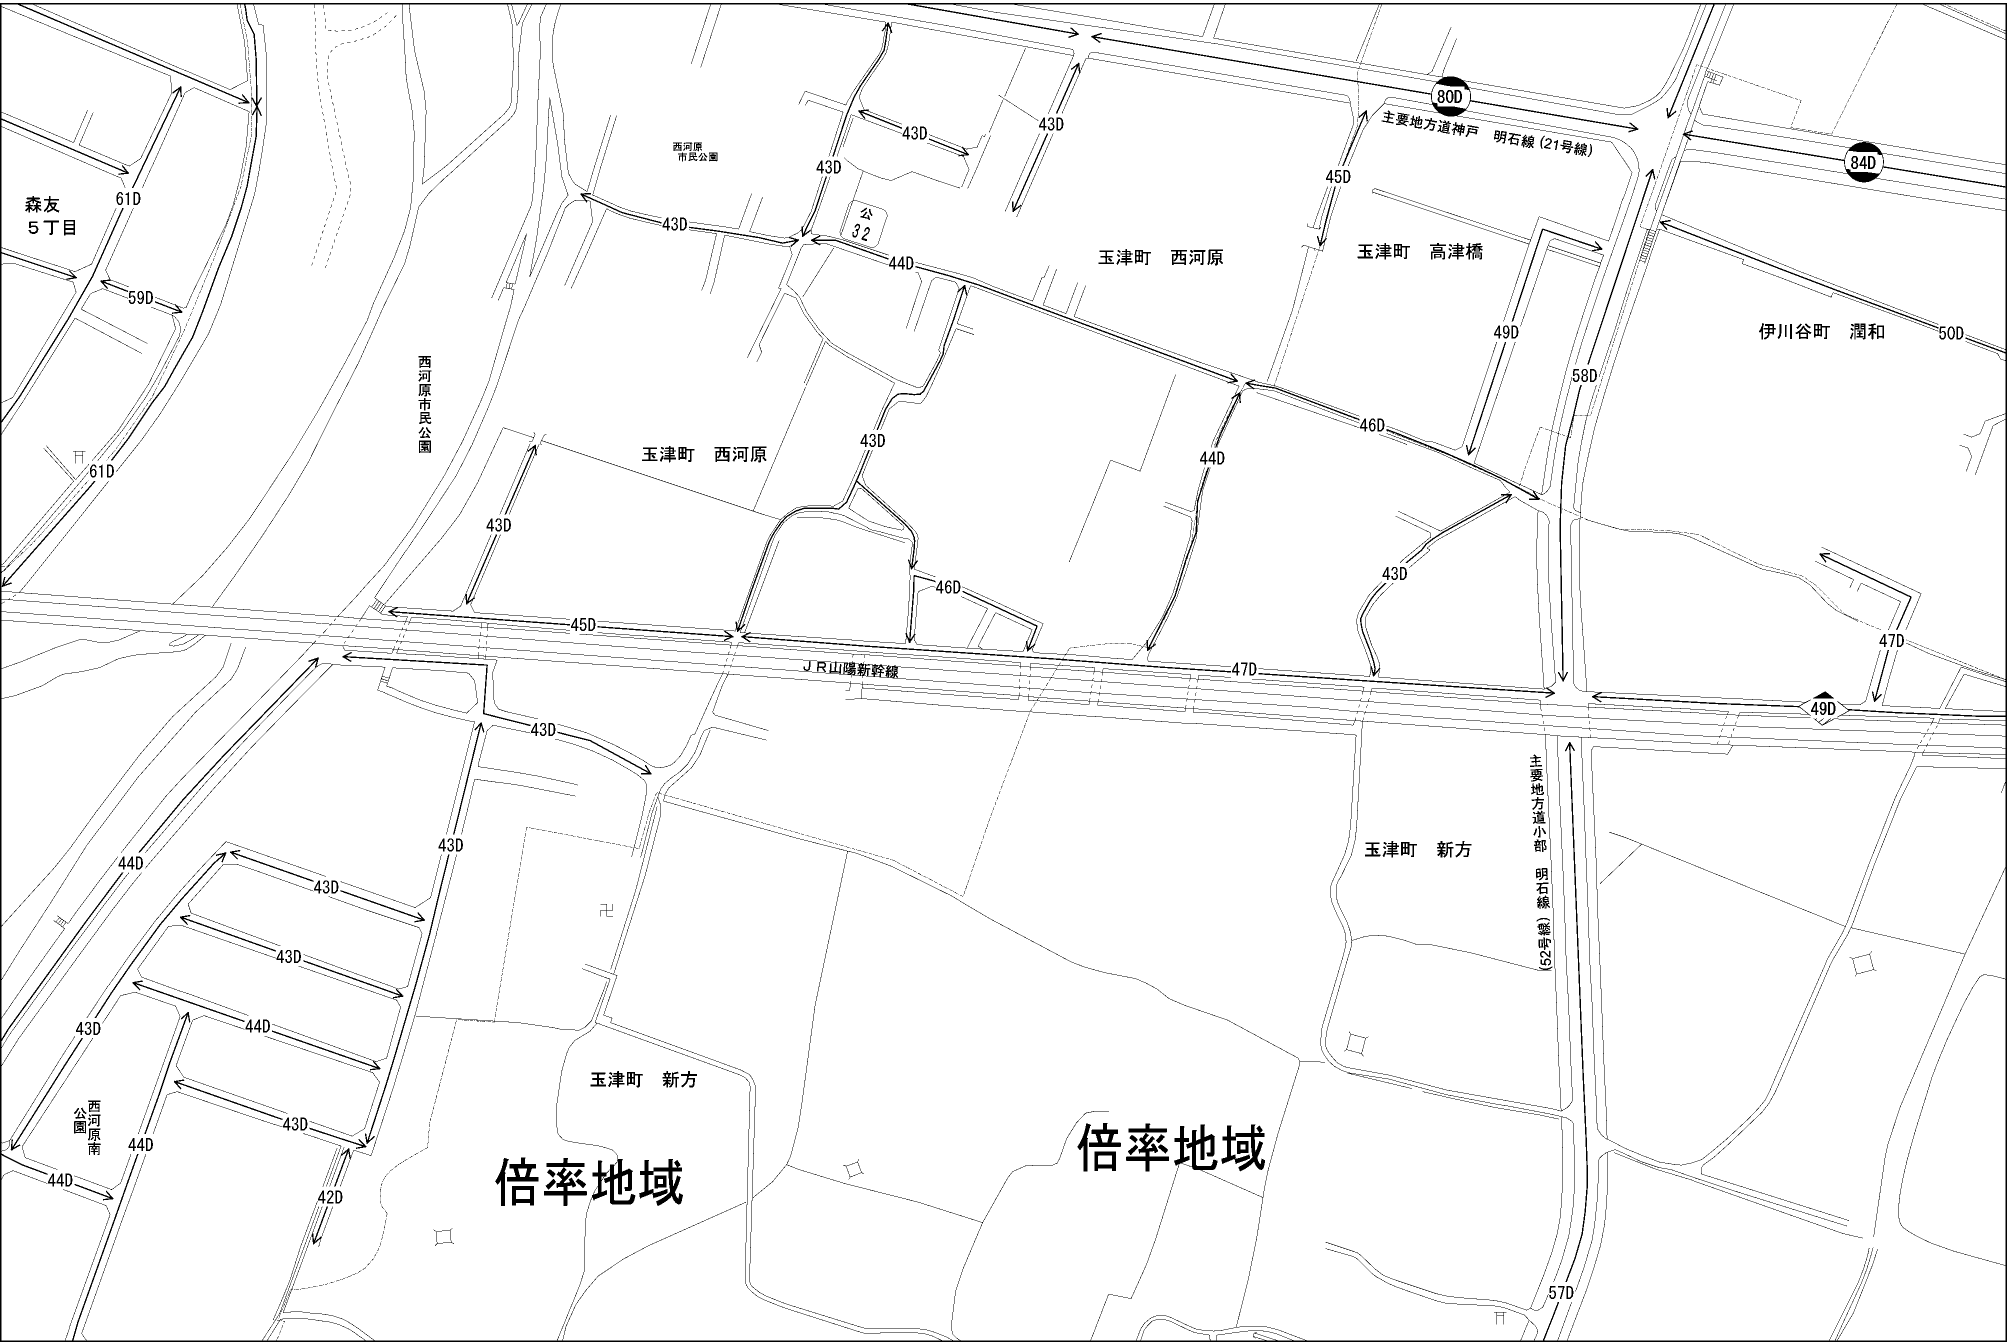 80D
主要地方道神戸　明石線 (21号線)
84D
43D
43D
43D
西河原
市民公園
43D
45D
61D
森友
５丁目
公
32
43D
44D
玉津町　西河原
玉津町　高津橋
59D
49D
50D
伊川谷町　潤和
58D
西河原市民公園
46D
43D
玉津町　西河原
44D
61D
43D
43D
46D
45D
47D
ＪＲ山陽新幹線
47D
49D
43D
主要地方道小部　明石線 (52号線)
43D
玉津町　新方
44D
43D
43D
44D
43D
玉津町　新方
西河原南
公園
43D
44D
倍率地域
倍率地域
44D
42D
57D